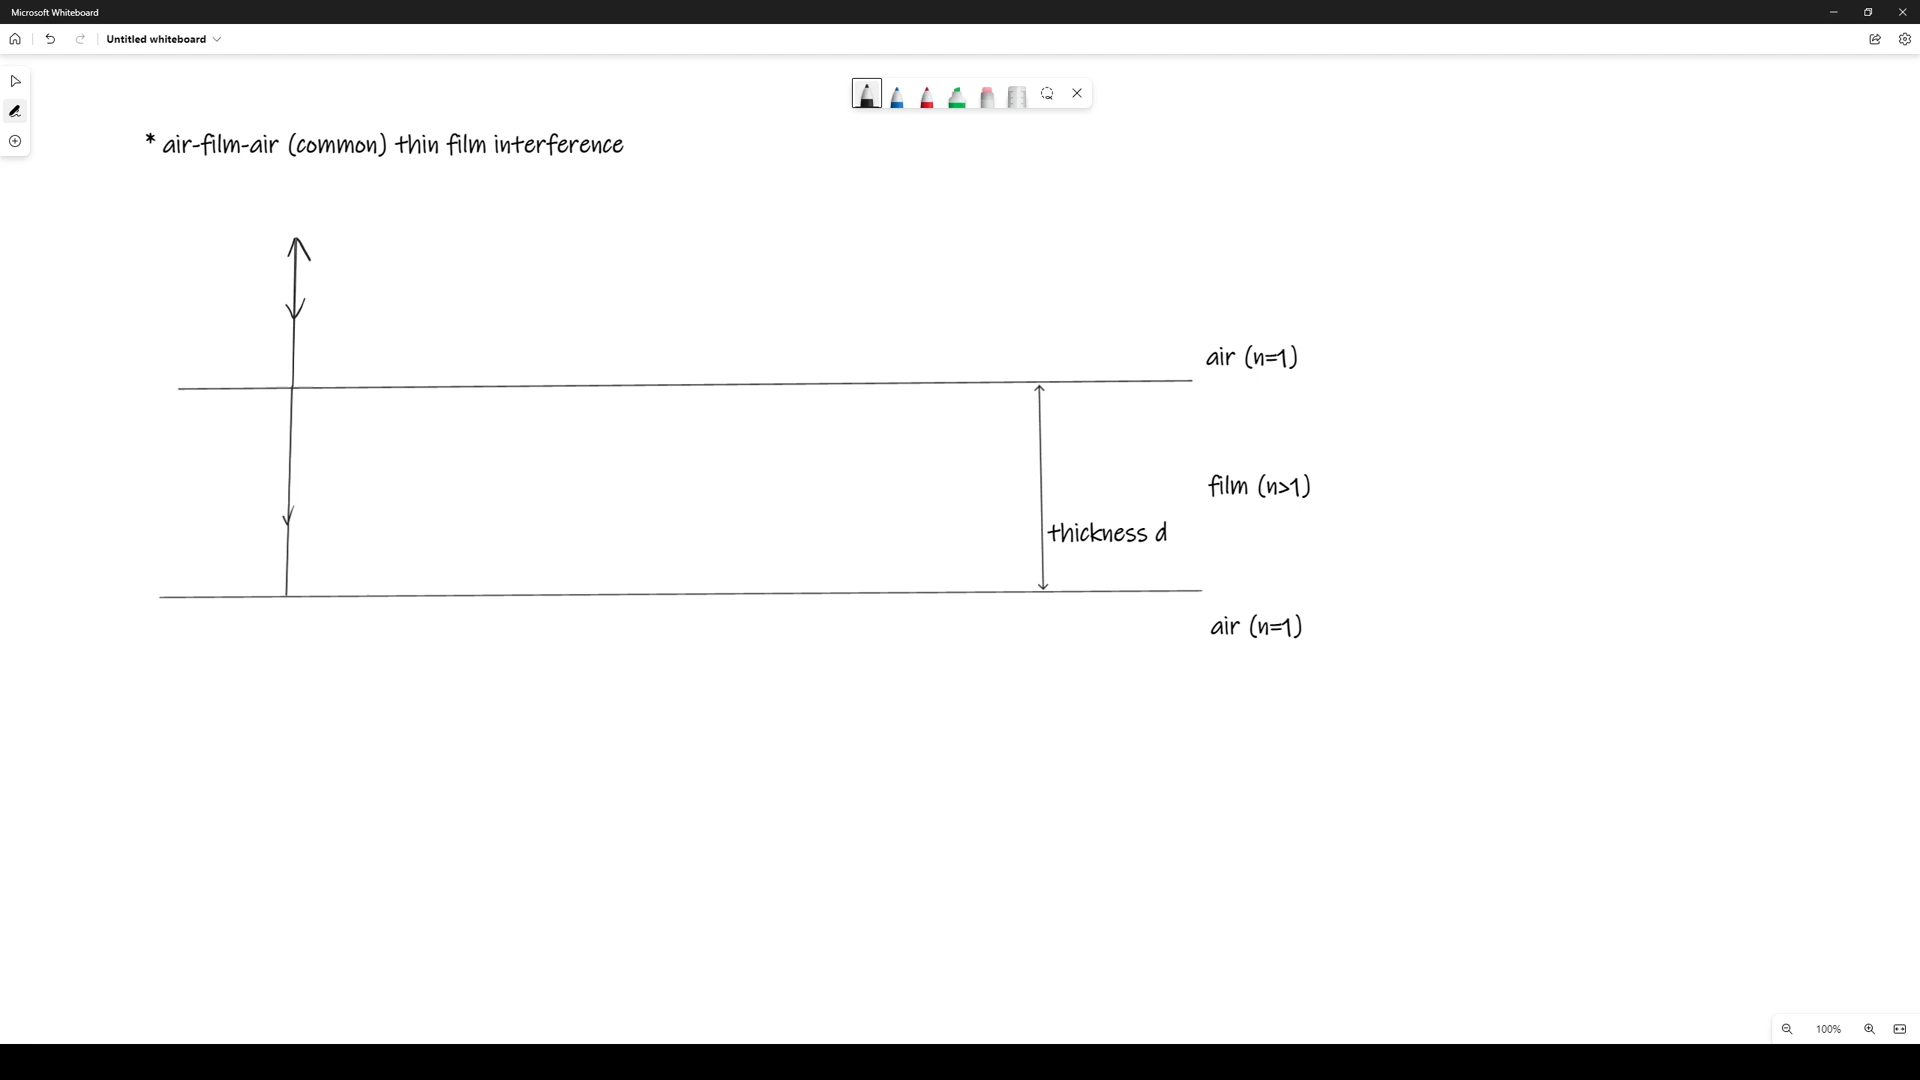 Microsoft Whiteboard
Untitled whiteboard
* air-film-air (common) thin film interference
air (n=1)
film (n>1)
thickness d
air (n=1)
100%